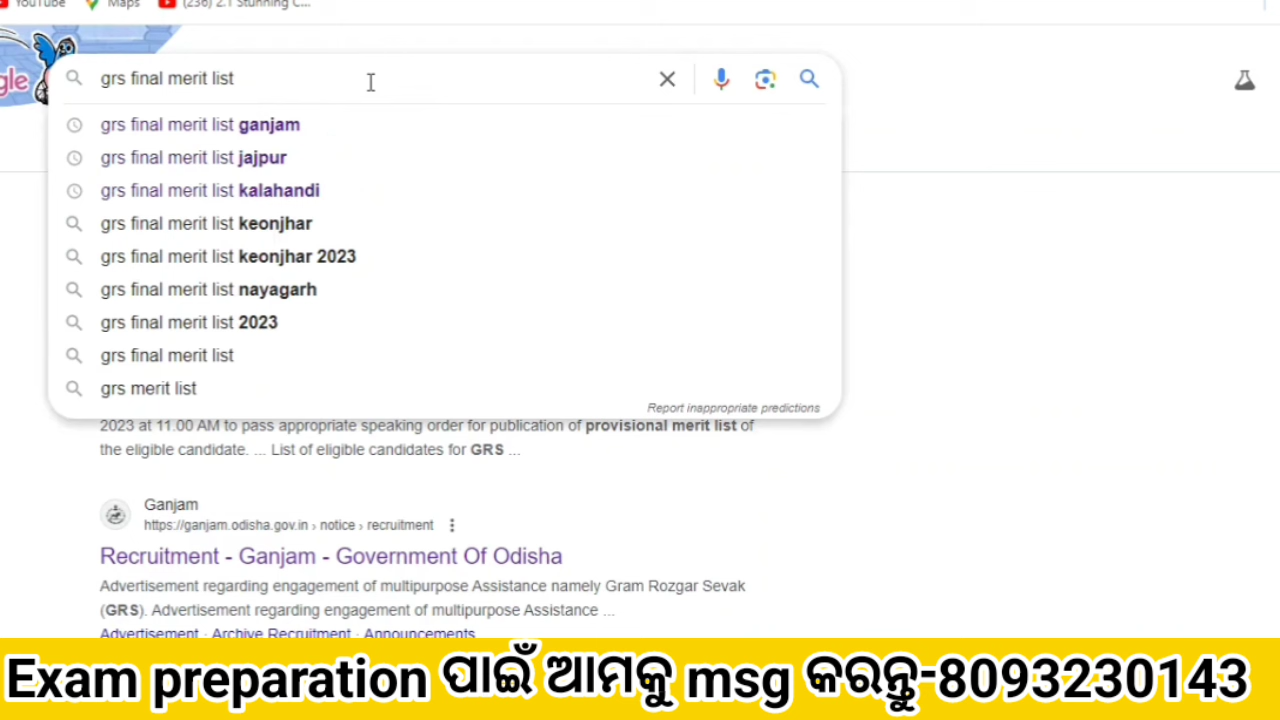 YouTube Maps (236) 2.1 Stunning C...
gle
grs final merit list
grs final merit list ganjam
grs final merit list jajpur
grs final merit list kalahandi
grs final merit list keonjhar
grs final merit list keonjhar 2023
grs final merit list nayagarh
grs final merit list 2023
grs final merit list
grs merit list
Report inappropriate predictions
2023 at 11.00 AM to pass appropriate speaking order for publication of provisional merit list of
the eligible candidate. ... List of eligible candidates for GRS ...
Ganjam
https://ganjam.odisha.gov.in › notice › recruitment
Recruitment - Ganjam - Government Of Odisha
Advertisement regarding engagement of multipurpose Assistance namely Gram Rozgar Sevak
(GRS). Advertisement regarding engagement of multipurpose Assistance ...
Advertisement · Archive Recruitment · Announcements
Exam preparation ପାଇଁ ଆମକୁ msg କରନ୍ତୁ-8093230143